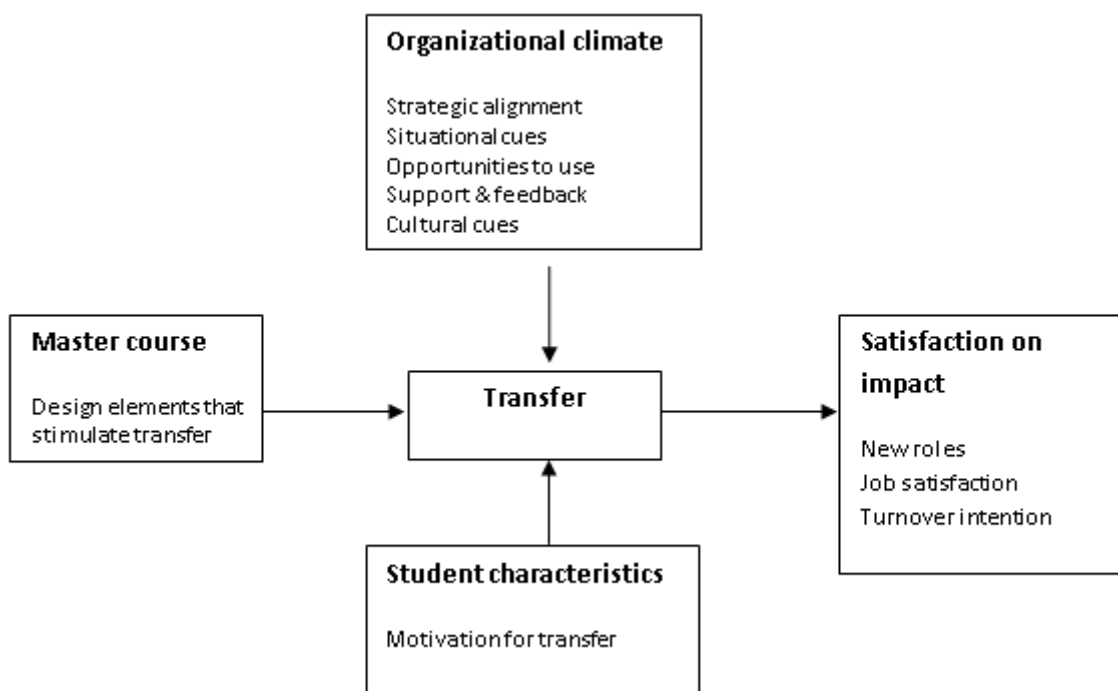 Organizational climate
Strategic alignment
Situational cues
Opportunities to use
Support & feedback
Cultural cues
Master course
Design elements that
stimulate transfer
Transfer
Satisfaction on
impact
New roles
Job satisfaction
Turnover intention
Student characteristics
Motivation for transfer